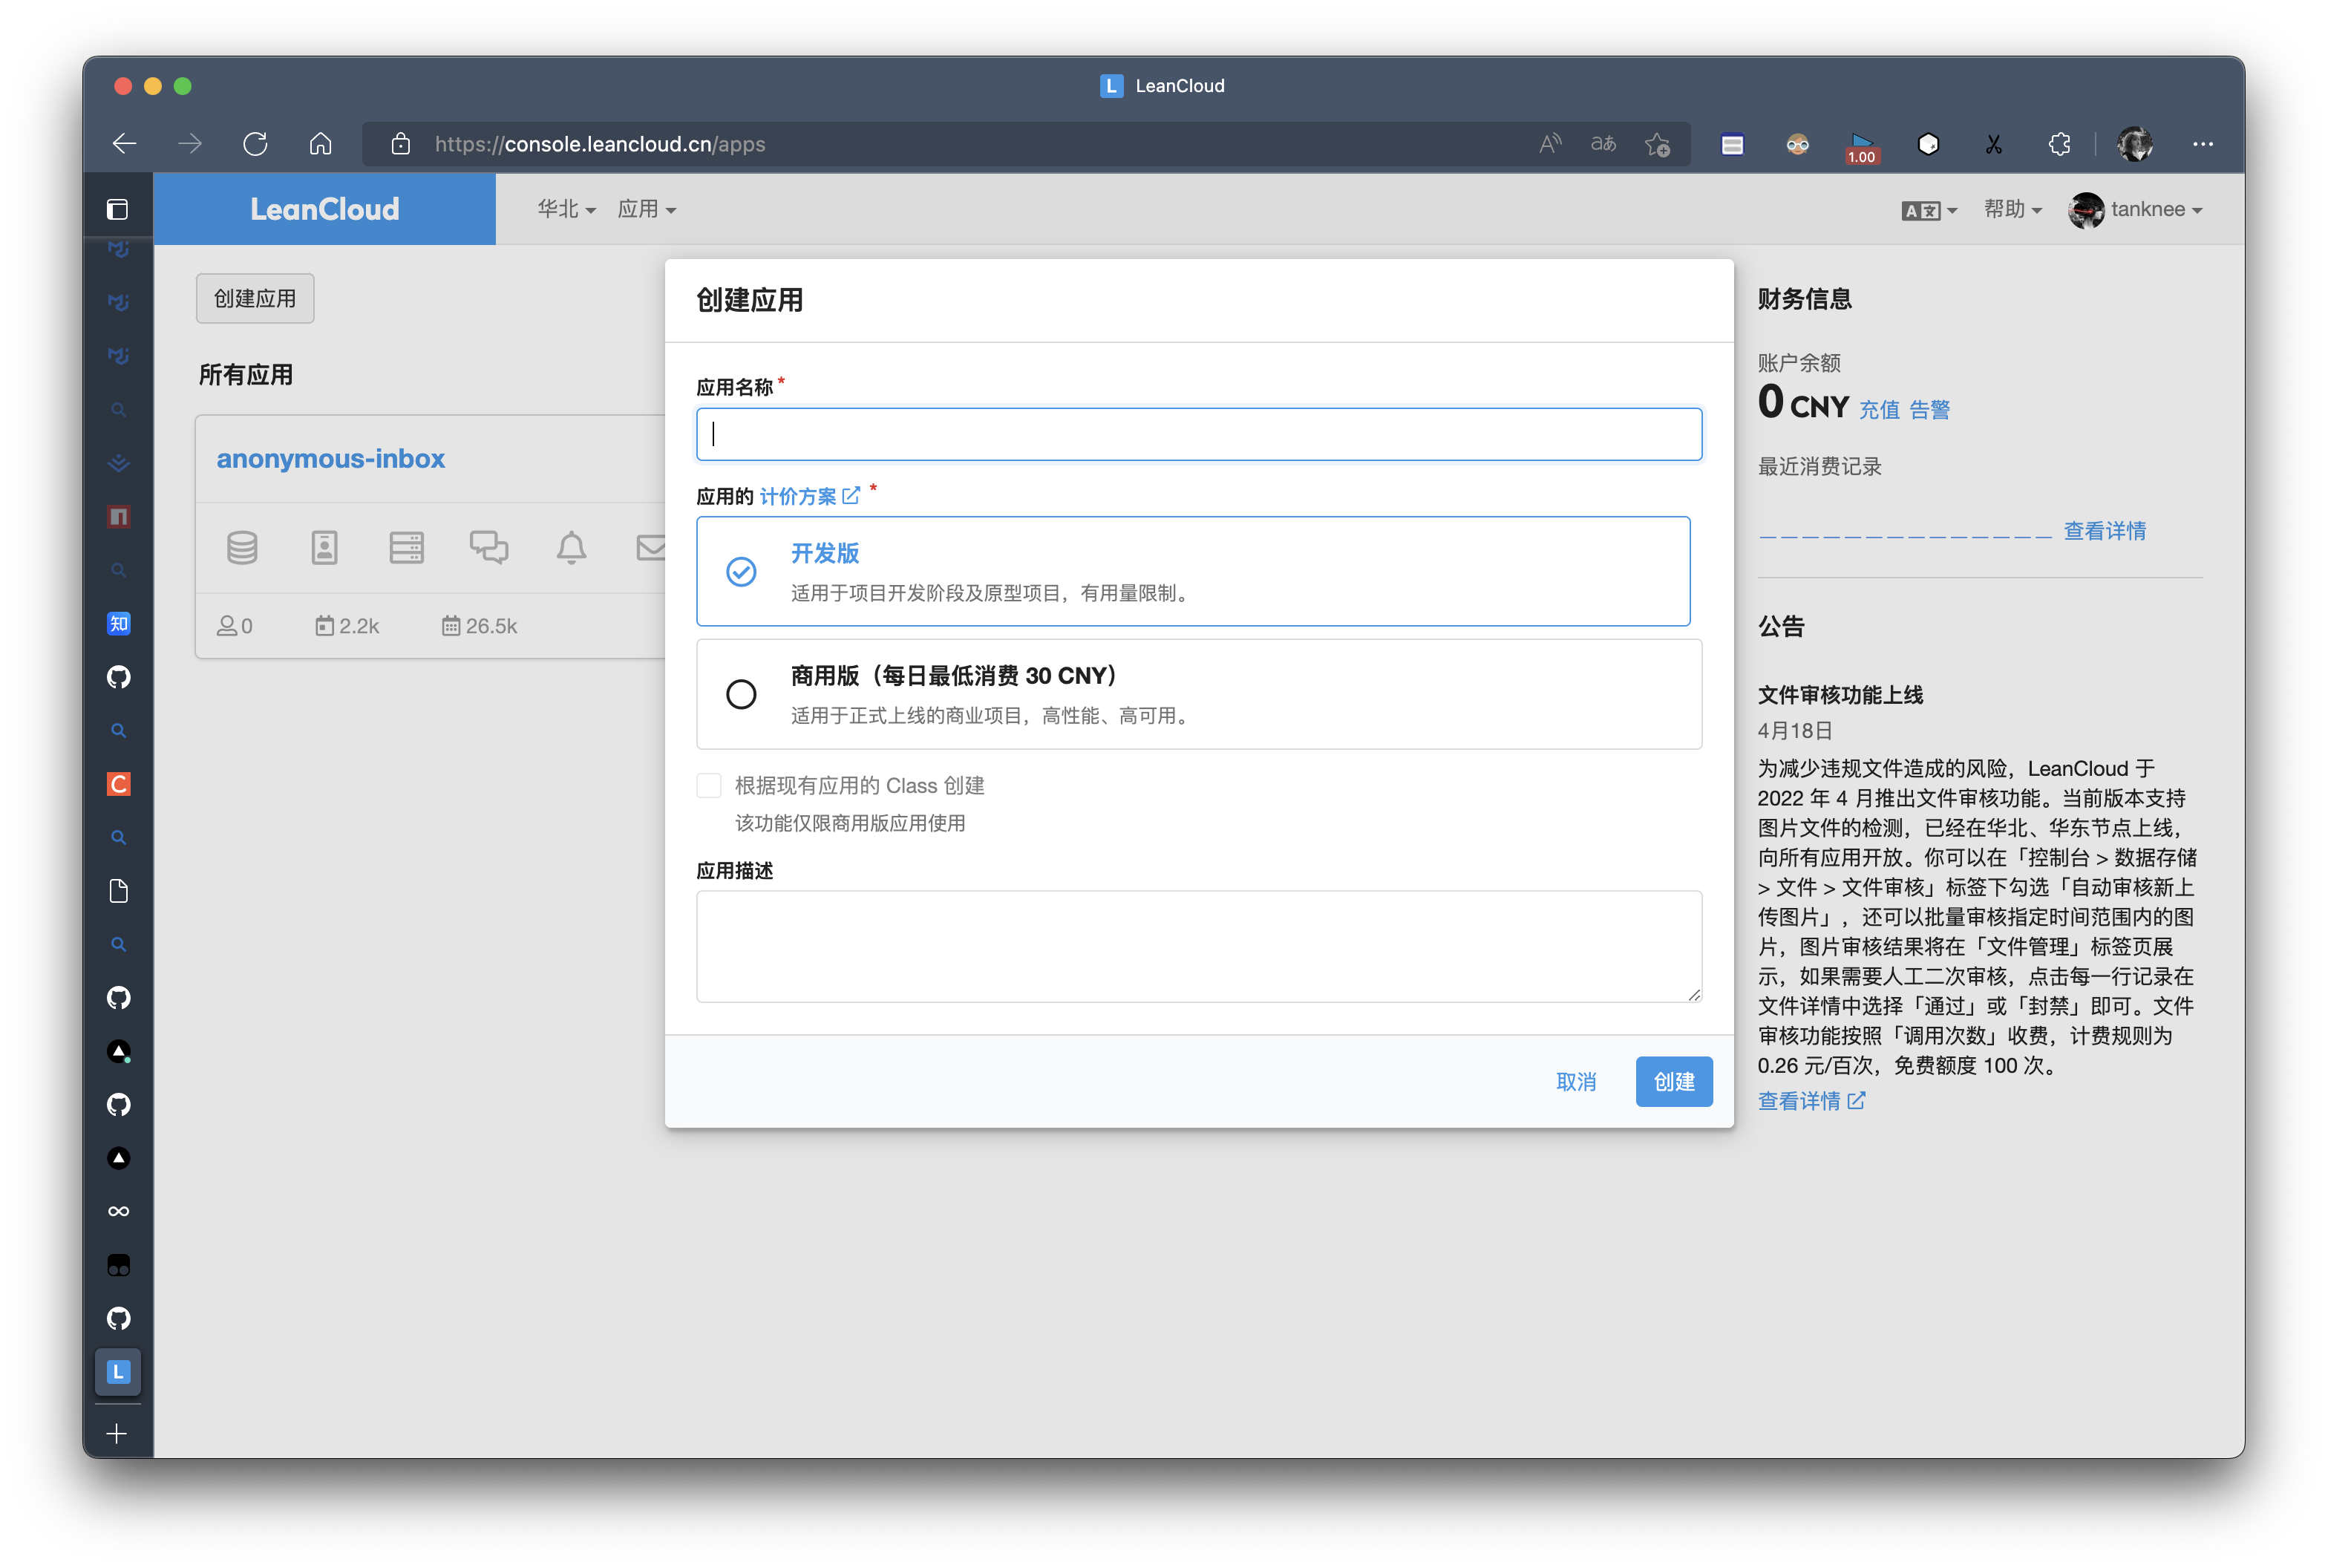 LeanCloud
https://console.leancloud.cn/apps
1.00
LeanCloud
华北
应用
帮助
tanknee
创建应用
所有应用
anonymous-inbox
0
2.2k
26.5k
创建应用
应用名称 *
应用的 计价方案 *
开发版
适用于项目开发阶段及原型项目，有用量限制。
商用版（每日最低消费 30 CNY）
适用于正式上线的商业项目，高性能、高可用。
根据现有应用的 Class 创建
该功能仅限商用版应用使用
应用描述
取消
创建
财务信息
账户余额
0 CNY 充值 告警
最近消费记录
查看详情
公告
文件审核功能上线
4月18日
为减少违规文件造成的风险，LeanCloud 于
2022 年 4 月推出文件审核功能。当前版本支持
图片文件的检测，已经在华北、华东节点上线，
向所有应用开放。你可以在「控制台 > 数据存储
> 文件 > 文件审核」标签下勾选「自动审核新上
传图片」，还可以批量审核指定时间范围内的图
片，图片审核结果将在「文件管理」标签页展
示，如果需要人工二次审核，点击每一行记录在
文件详情中选择「通过」或「封禁」即可。文件
审核功能按照「调用次数」收费，计费规则为
0.26 元/百次，免费额度 100 次。
查看详情